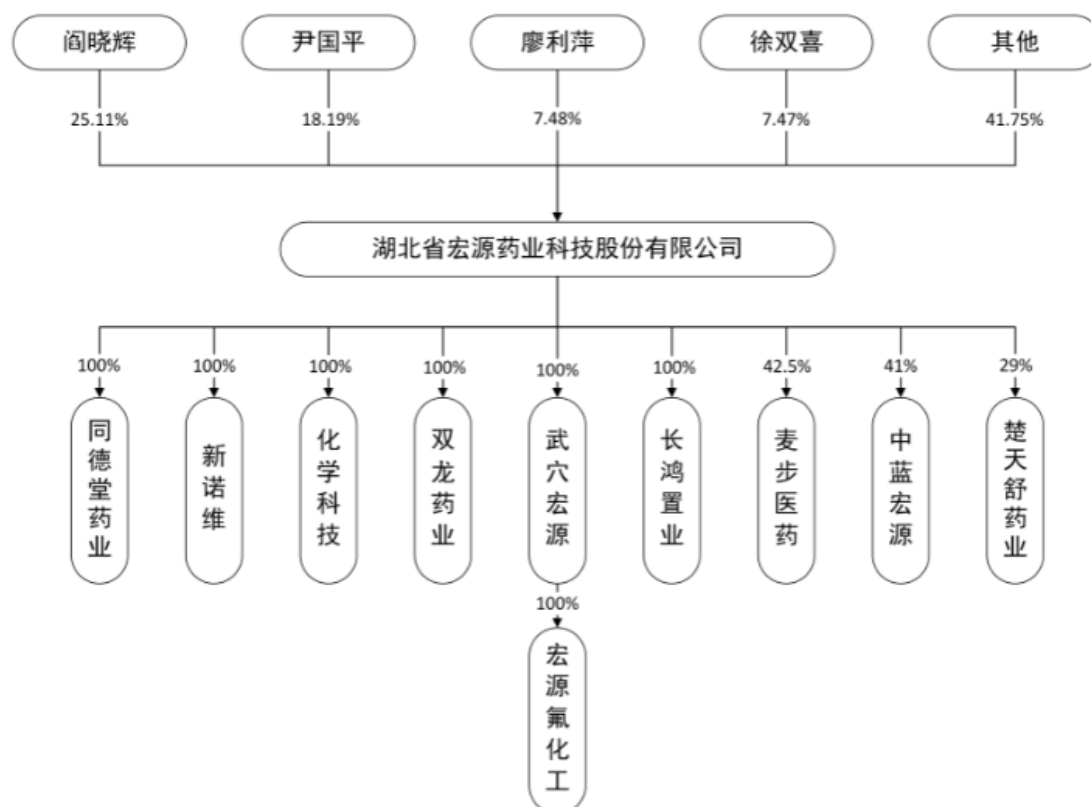 阎晓辉
尹国平
廖利萍
徐双喜
其他
25.11%
18.19%
7.48%
7.47%
41.75%
湖北省宏源药业科技股份有限公司
100%
100%
100%
100%
100%
100%
42.5%
41%
29%
同德堂药业
新诺维
化学科技
双龙药业
武穴宏源
长鸿置业
麦步医药
中蓝宏源
楚天舒药业
100%
宏源氟化工